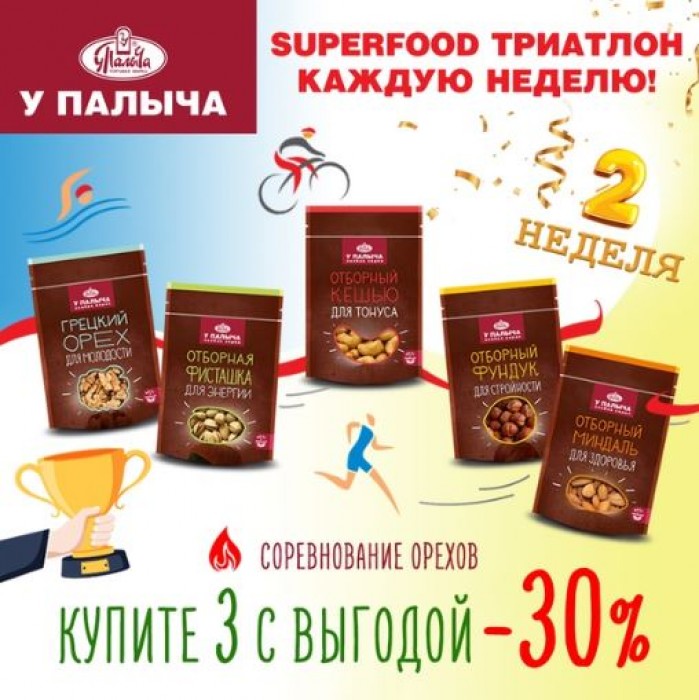 у Палыча
У ПАЛЫЧА
SUPERFOOD ТРИАТЛОН
КАЖДУЮ НЕДЕЛЮ!
2
НЕДЕЛЯ
У ПАЛЫЧА
ГРЕЦКИЙ
ОРЕХ
ДЛЯ МОЛОДОСТИ
У ПАЛЫЧА
ОТБОРНАЯ
ФИСТАШКА
ДЛЯ ЭНЕРГИИ
У ПАЛЫЧА
ОТБОРНЫЙ
КЕШЬЮ
ДЛЯ ТОНУСА
У ПАЛЫЧА
ОТБОРНЫЙ
ФУНДУК
ДЛЯ СТРОЙНОСТИ
У ПАЛЫЧА
ОТБОРНЫЙ
МИНДАЛЬ
ДЛЯ ЗДОРОВЬЯ
СОРЕВНОВАНИЕ ОРЕХОВ
КУПИТЕ 3 С ВЫГОДОЙ -30%